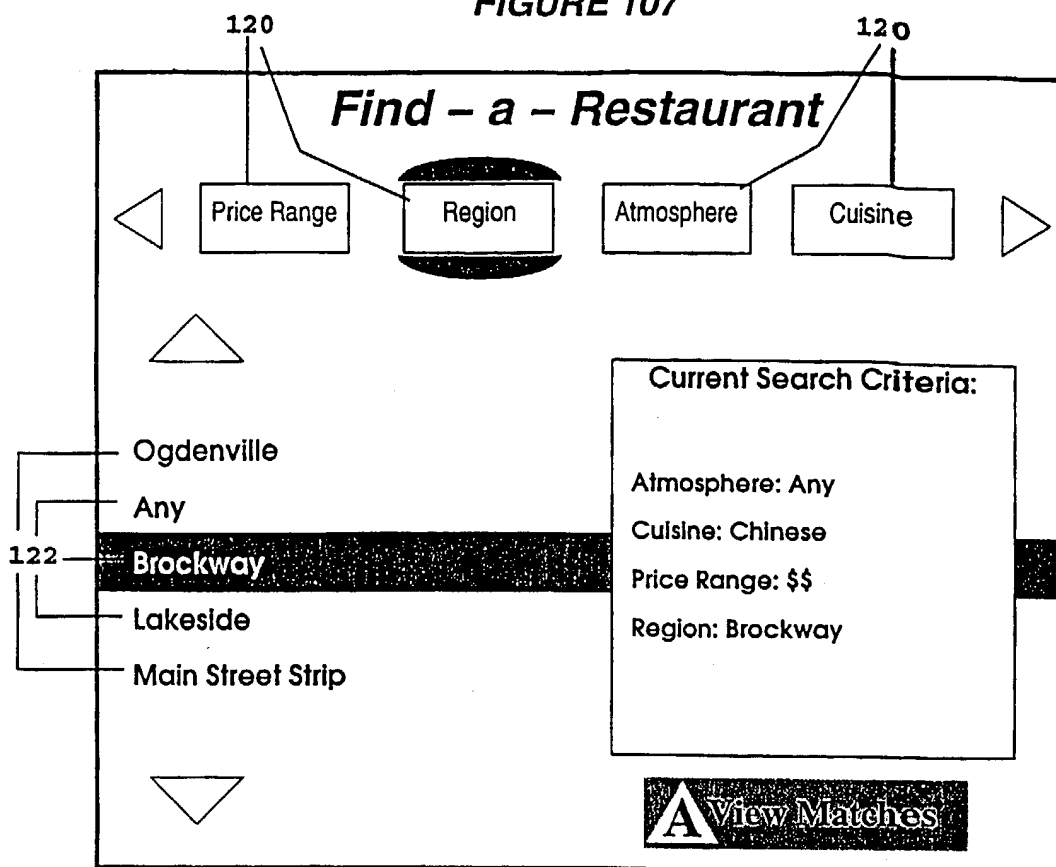 FIGURE 107
120 120
Find – a – Restaurant
Price Range Region Atmosphere Cuisine
Current Search Criteria:
Ogdenville
Atmosphere: Any
Any
Cuisine: Chinese
122 Brockway
Price Range: $$
Lakeside
Region: Brockway
Main Street Strip
A View Matches